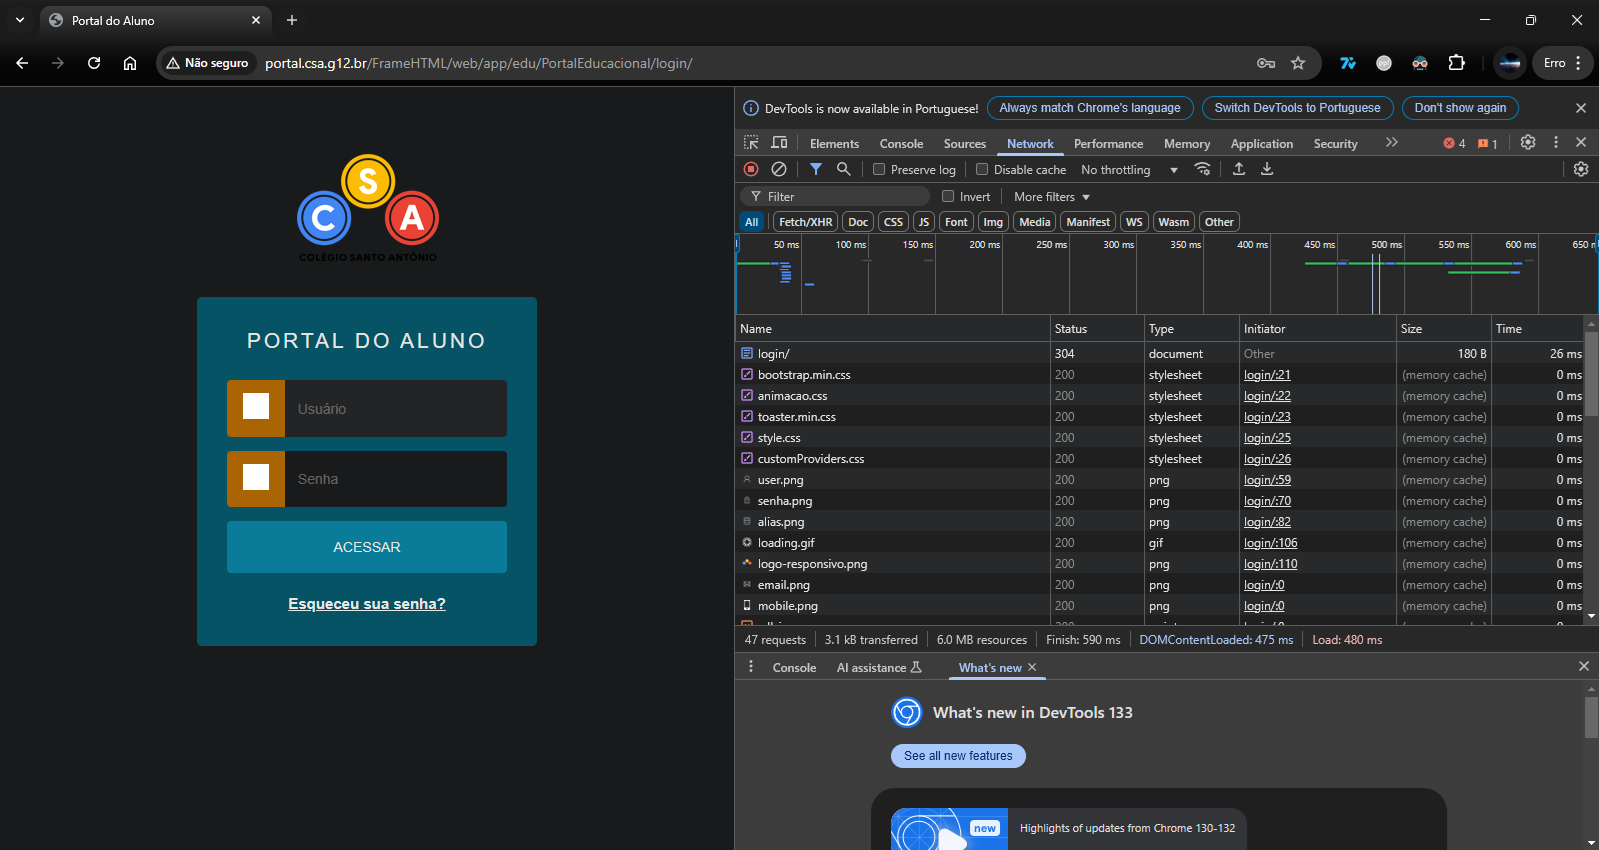 Portal do Aluno
Não seguro
portal.csa.g12.br/FrameHTML/web/app/edu/PortalEducacional/login/
Erro
C S A
COLÉGIO SANTO ANTÔNIO
PORTAL DO ALUNO
Usuário
Senha
ACESSAR
Esqueceu sua senha?
DevTools is now available in Portuguese! Always match Chrome's language Switch DevTools to Portuguese Don't show again
Elements Console Sources Network Performance Memory Application Security 4 1
Preserve log Disable cache No throttling
Filter Invert More filters
All Fetch/XHR Doc CSS JS Font Img Media Manifest WS Wasm Other
50 ms 100 ms 150 ms 200 ms 250 ms 300 ms 350 ms 400 ms 450 ms 500 ms 550 ms 600 ms 650
Name Status Type Initiator Size Time
login/ 304 document Other 180 B 26 ms
bootstrap.min.css 200 stylesheet login/:21 (memory cache) 0 ms
animacao.css 200 stylesheet login/:22 (memory cache) 0 ms
toaster.min.css 200 stylesheet login/:23 (memory cache) 0 ms
style.css 200 stylesheet login/:25 (memory cache) 0 ms
customProviders.css 200 stylesheet login/:26 (memory cache) 0 ms
user.png 200 png login/:59 (memory cache) 0 ms
senha.png 200 png login/:70 (memory cache) 0 ms
alias.png 200 png login/:82 (memory cache) 0 ms
loading.gif 200 gif login/:106 (memory cache) 0 ms
logo-responsivo.png 200 png login/:110 (memory cache) 0 ms
email.png 200 png login/:0 (memory cache) 0 ms
mobile.png 200 png login/:0 (memory cache) 0 ms
47 requests 3.1 kB transferred 6.0 MB resources Finish: 590 ms DOMContentLoaded: 475 ms Load: 480 ms
Console AI assistance What's new
What's new in DevTools 133
See all new features
new
Highlights of updates from Chrome 130-132